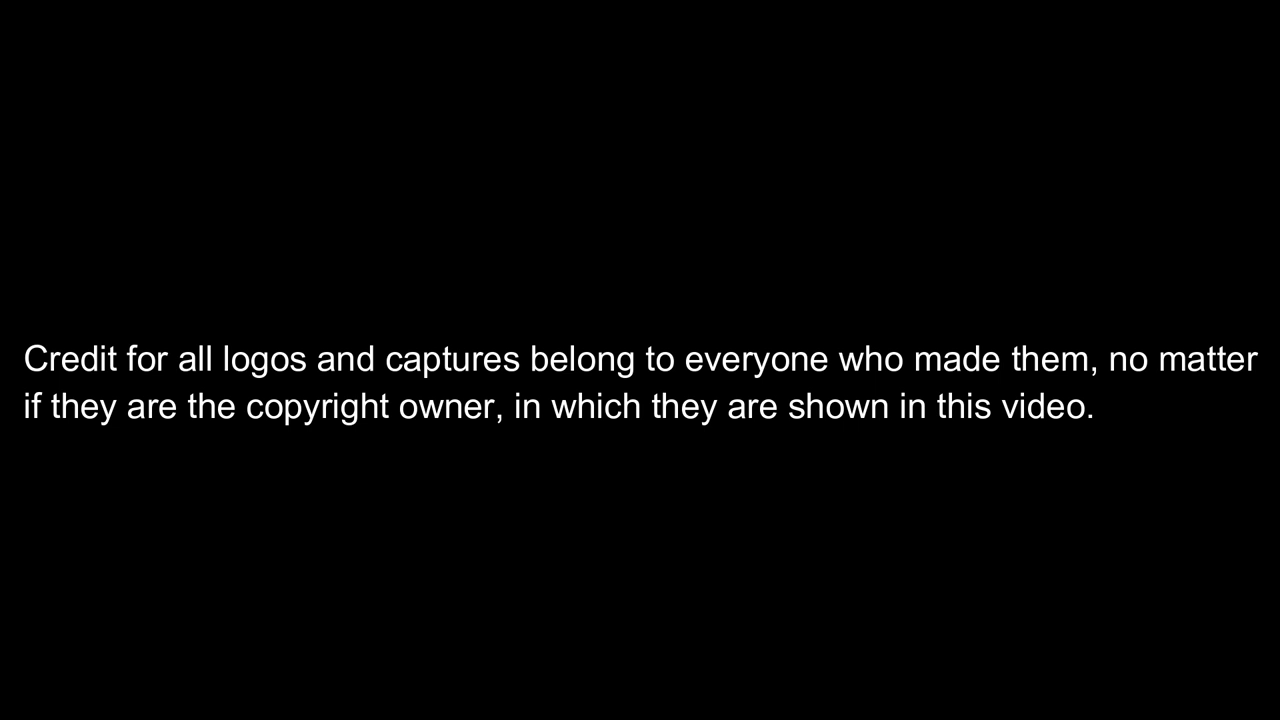 Credit for all logos and captures belong to everyone who made them, no matter
if they are the copyright owner, in which they are shown in this video.